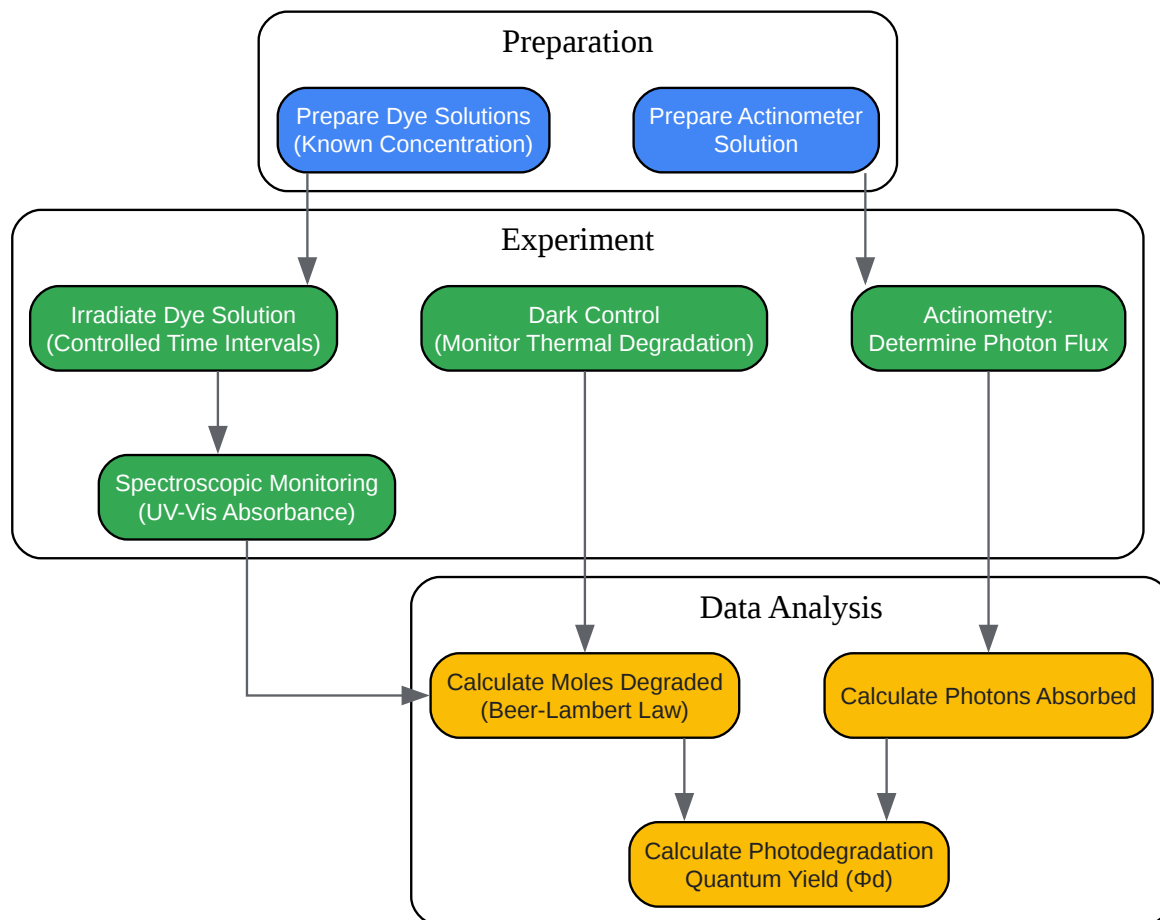 Preparation
Prepare Dye Solutions
(Known Concentration)
Prepare Actinometer
Solution
Experiment
Irradiate Dye Solution
(Controlled Time Intervals)
Dark Control
(Monitor Thermal Degradation)
Actinometry:
Determine Photon Flux
Spectroscopic Monitoring
(UV-Vis Absorbance)
Data Analysis
Calculate Moles Degraded
(Beer-Lambert Law)
Calculate Photons Absorbed
Calculate Photodegradation
Quantum Yield (Φd)